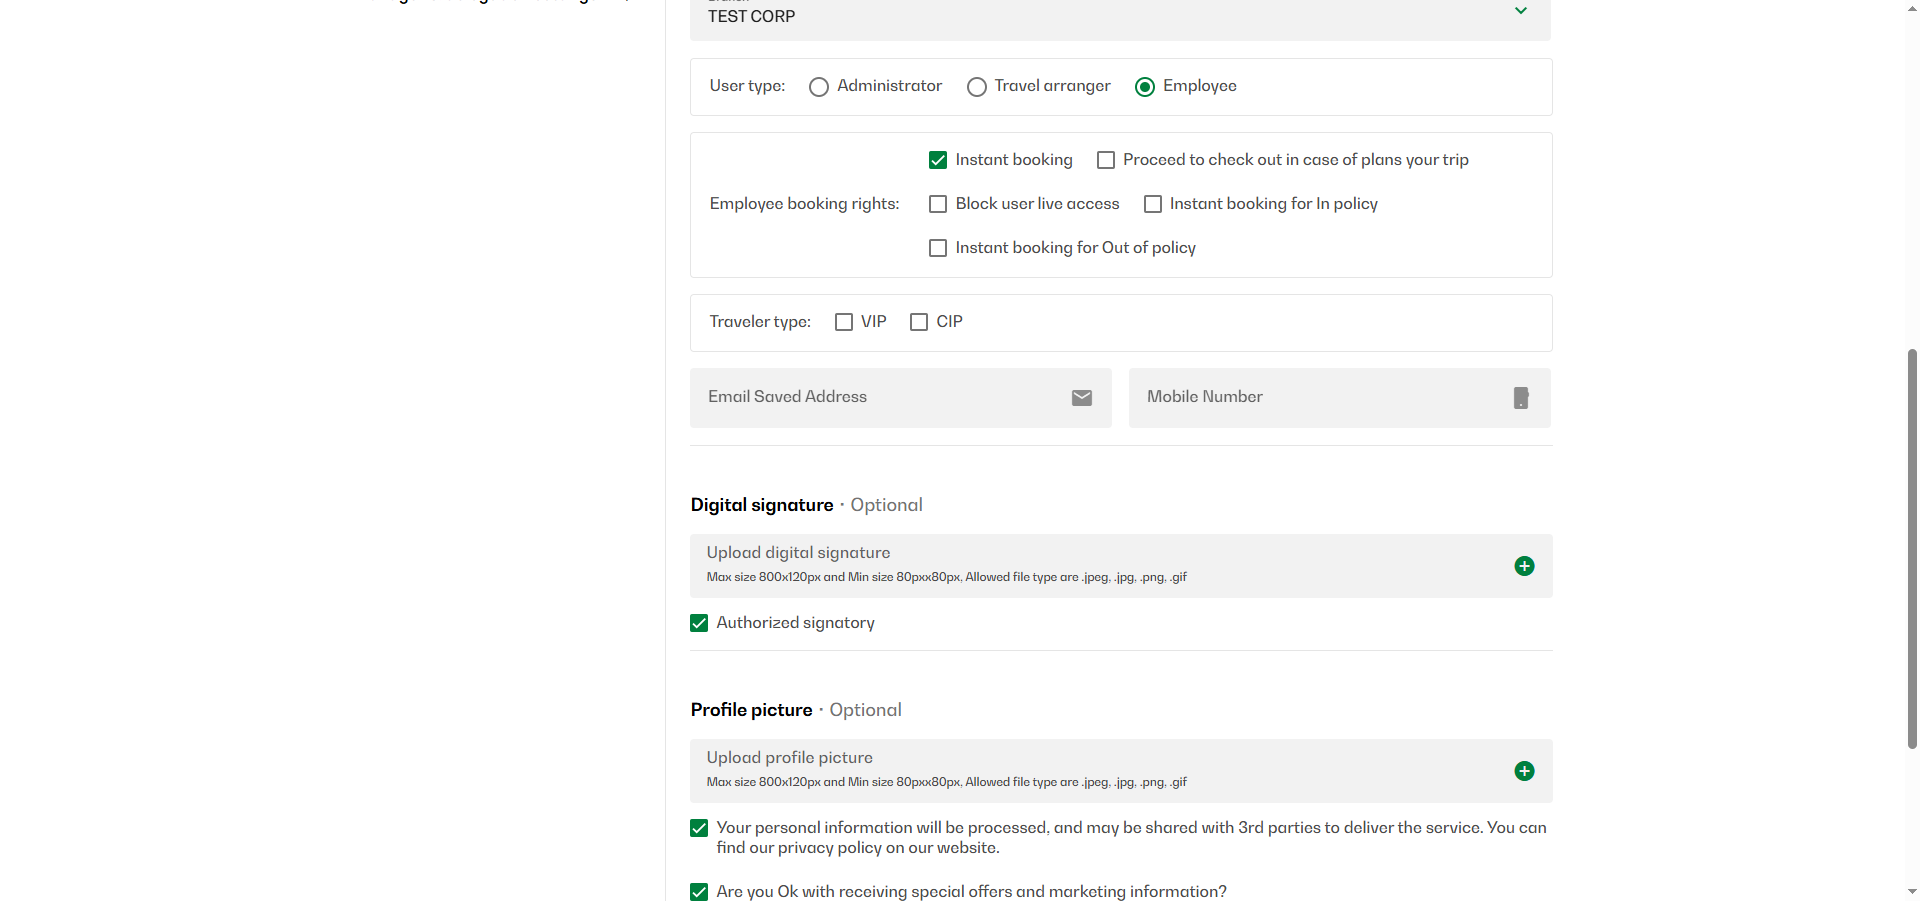 TEST CORP
User type: Administrator Travel arranger Employee
Instant booking Proceed to check out in case of plans your trip
Employee booking rights: Block user live access Instant booking for In policy
Instant booking for Out of policy
Traveler type: VIP CIP
Email Saved Address Mobile Number
Digital signature · Optional
Upload digital signature
Max size 800x120px and Min size 80pxx80px, Allowed file type are .jpeg, .jpg, .png, .gif
Authorized signatory
Profile picture · Optional
Upload profile picture
Max size 800x120px and Min size 80pxx80px, Allowed file type are .jpeg, .jpg, .png, .gif
Your personal information will be processed, and may be shared with 3rd parties to deliver the service. You can
find our privacy policy on our website.
Are you Ok with receiving special offers and marketing information?